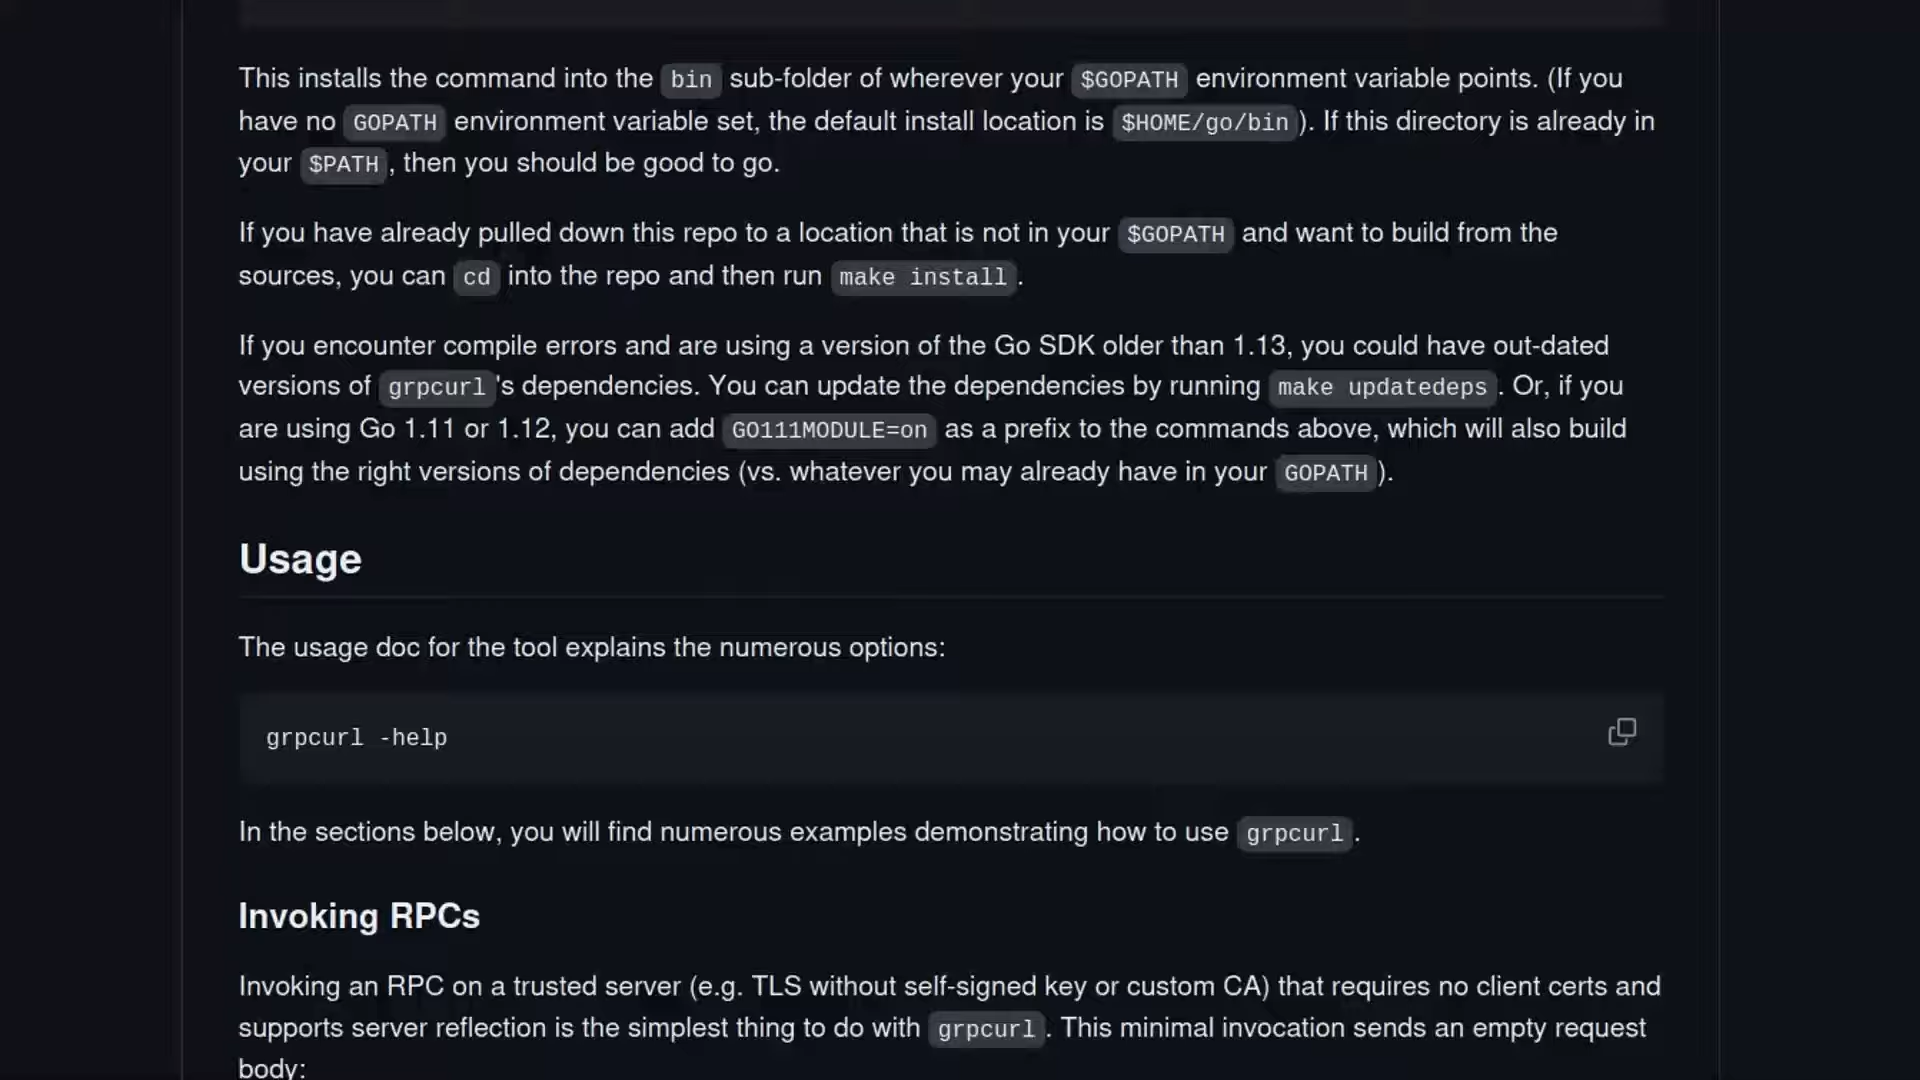 This installs the command into the bin sub-folder of wherever your $GOPATH environment variable points. (If you
have no GOPATH environment variable set, the default install location is $HOME/go/bin). If this directory is already in
your $PATH, then you should be good to go.
If you have already pulled down this repo to a location that is not in your $GOPATH and want to build from the
sources, you can cd into the repo and then run make install.
If you encounter compile errors and are using a version of the Go SDK older than 1.13, you could have out-dated
versions of grpcurl's dependencies. You can update the dependencies by running make updatedeps. Or, if you
are using Go 1.11 or 1.12, you can add GO111MODULE=on as a prefix to the commands above, which will also build
using the right versions of dependencies (vs. whatever you may already have in your GOPATH).
Usage
The usage doc for the tool explains the numerous options:
grpcurl -help
In the sections below, you will find numerous examples demonstrating how to use grpcurl.
Invoking RPCs
Invoking an RPC on a trusted server (e.g. TLS without self-signed key or custom CA) that requires no client certs and
supports server reflection is the simplest thing to do with grpcurl. This minimal invocation sends an empty request
body: